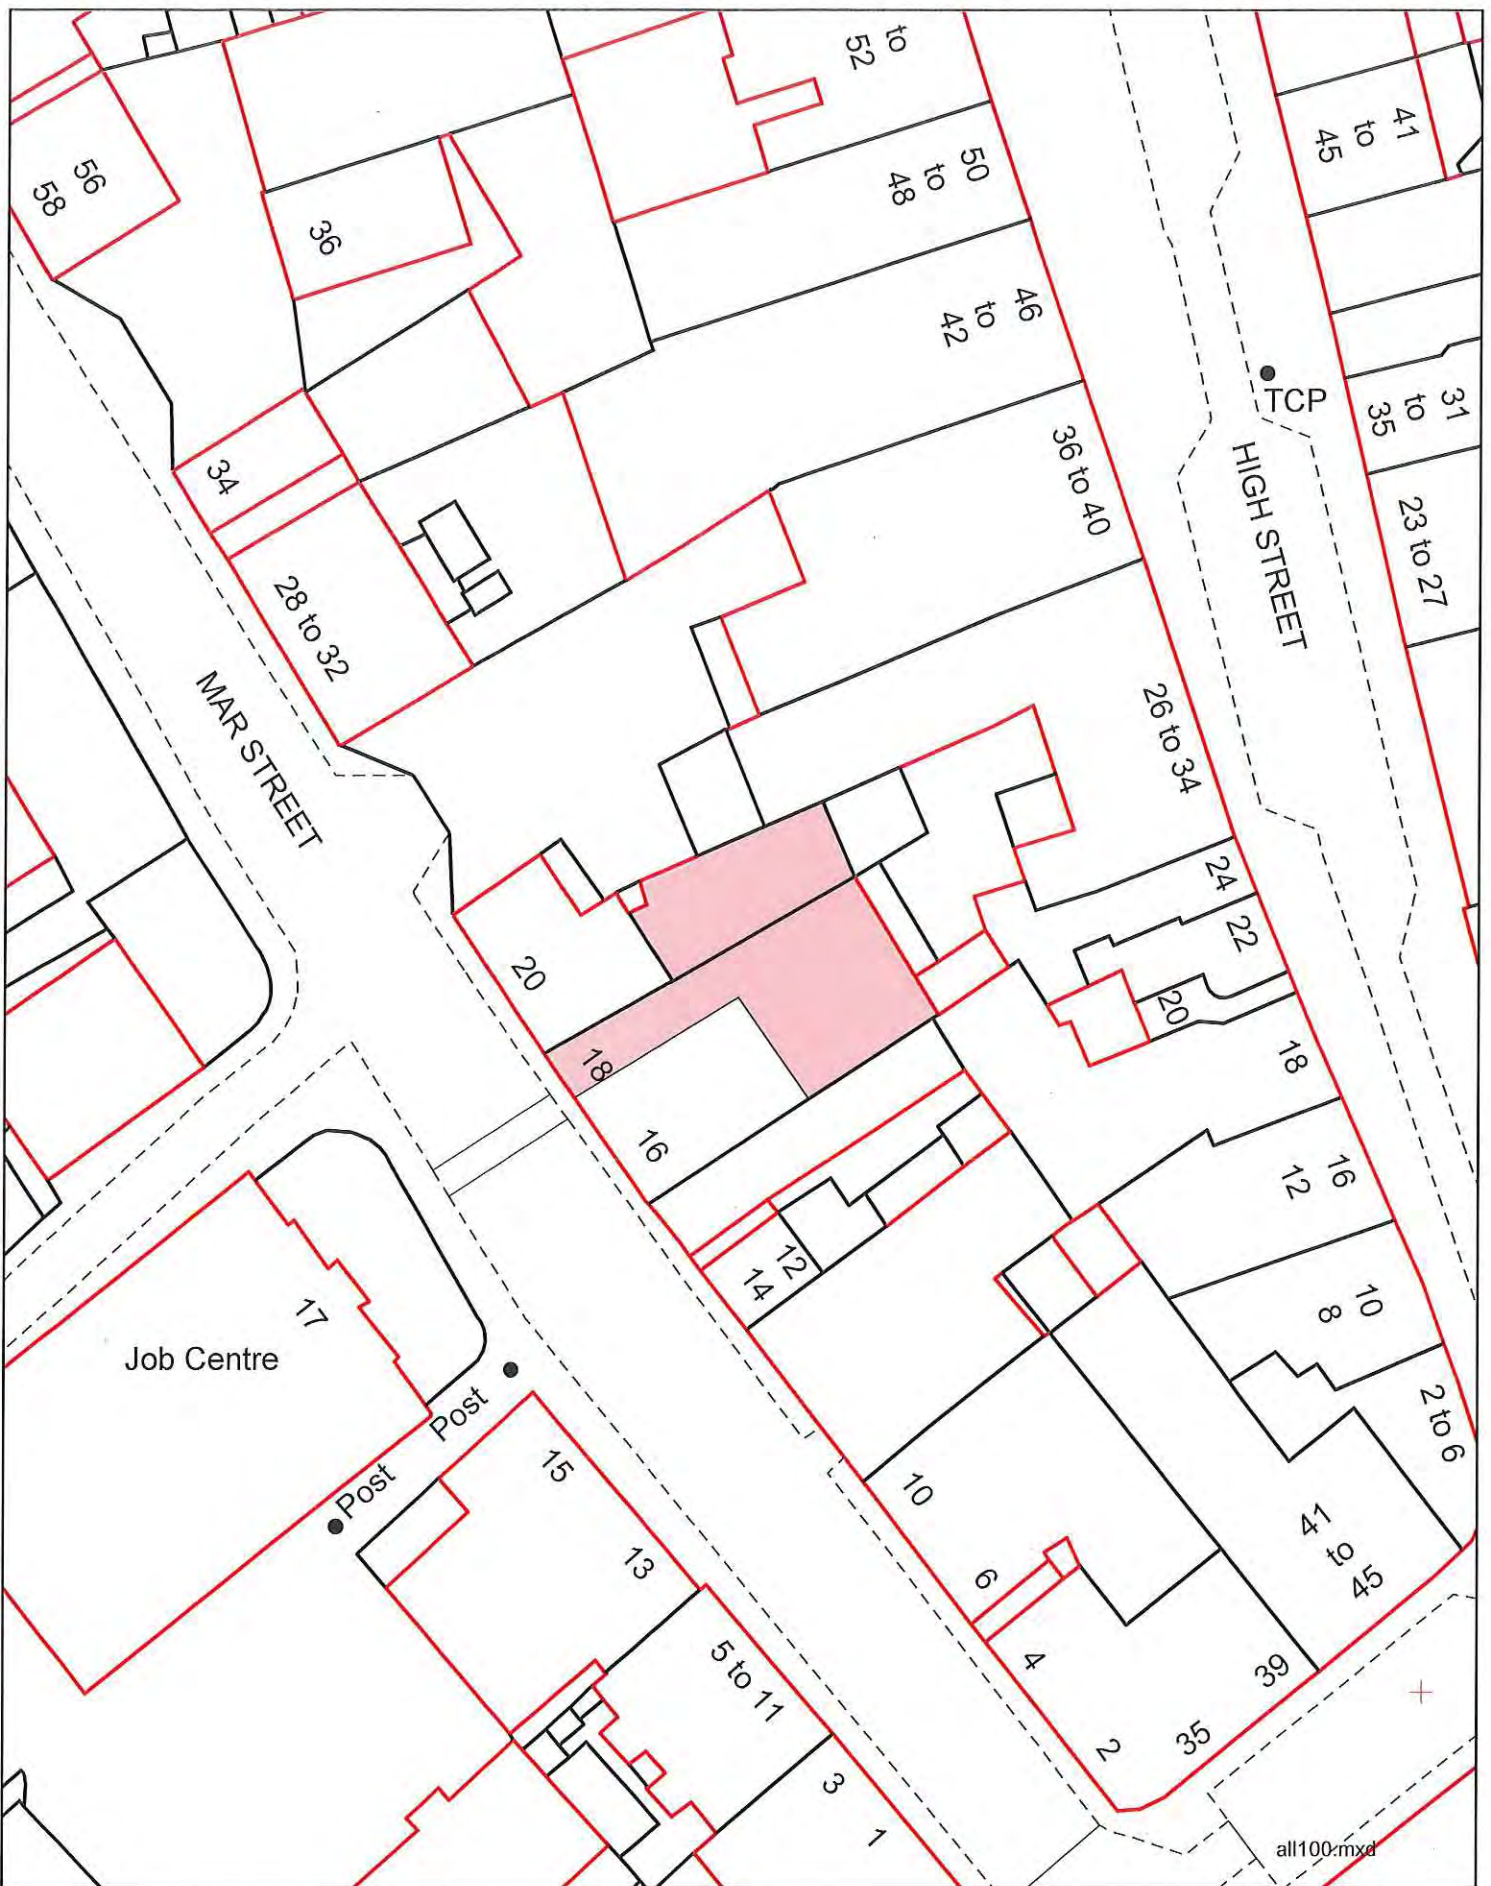 52
to
50
to
48
46
to
42
36 to 40
26 to 34
24
22
20
18
16
12
10
8
2 to 6
41
to
45
TCP
31
to
35
23 to 27
HIGH STREET
56
58
36
34
28 to 32
MAR STREET
20
18
16
12
14
17
Job Centre
Post
Post
15
13
5 to 11
3
1
10
6
4
2
35
39
41
to
45
all100.mxd